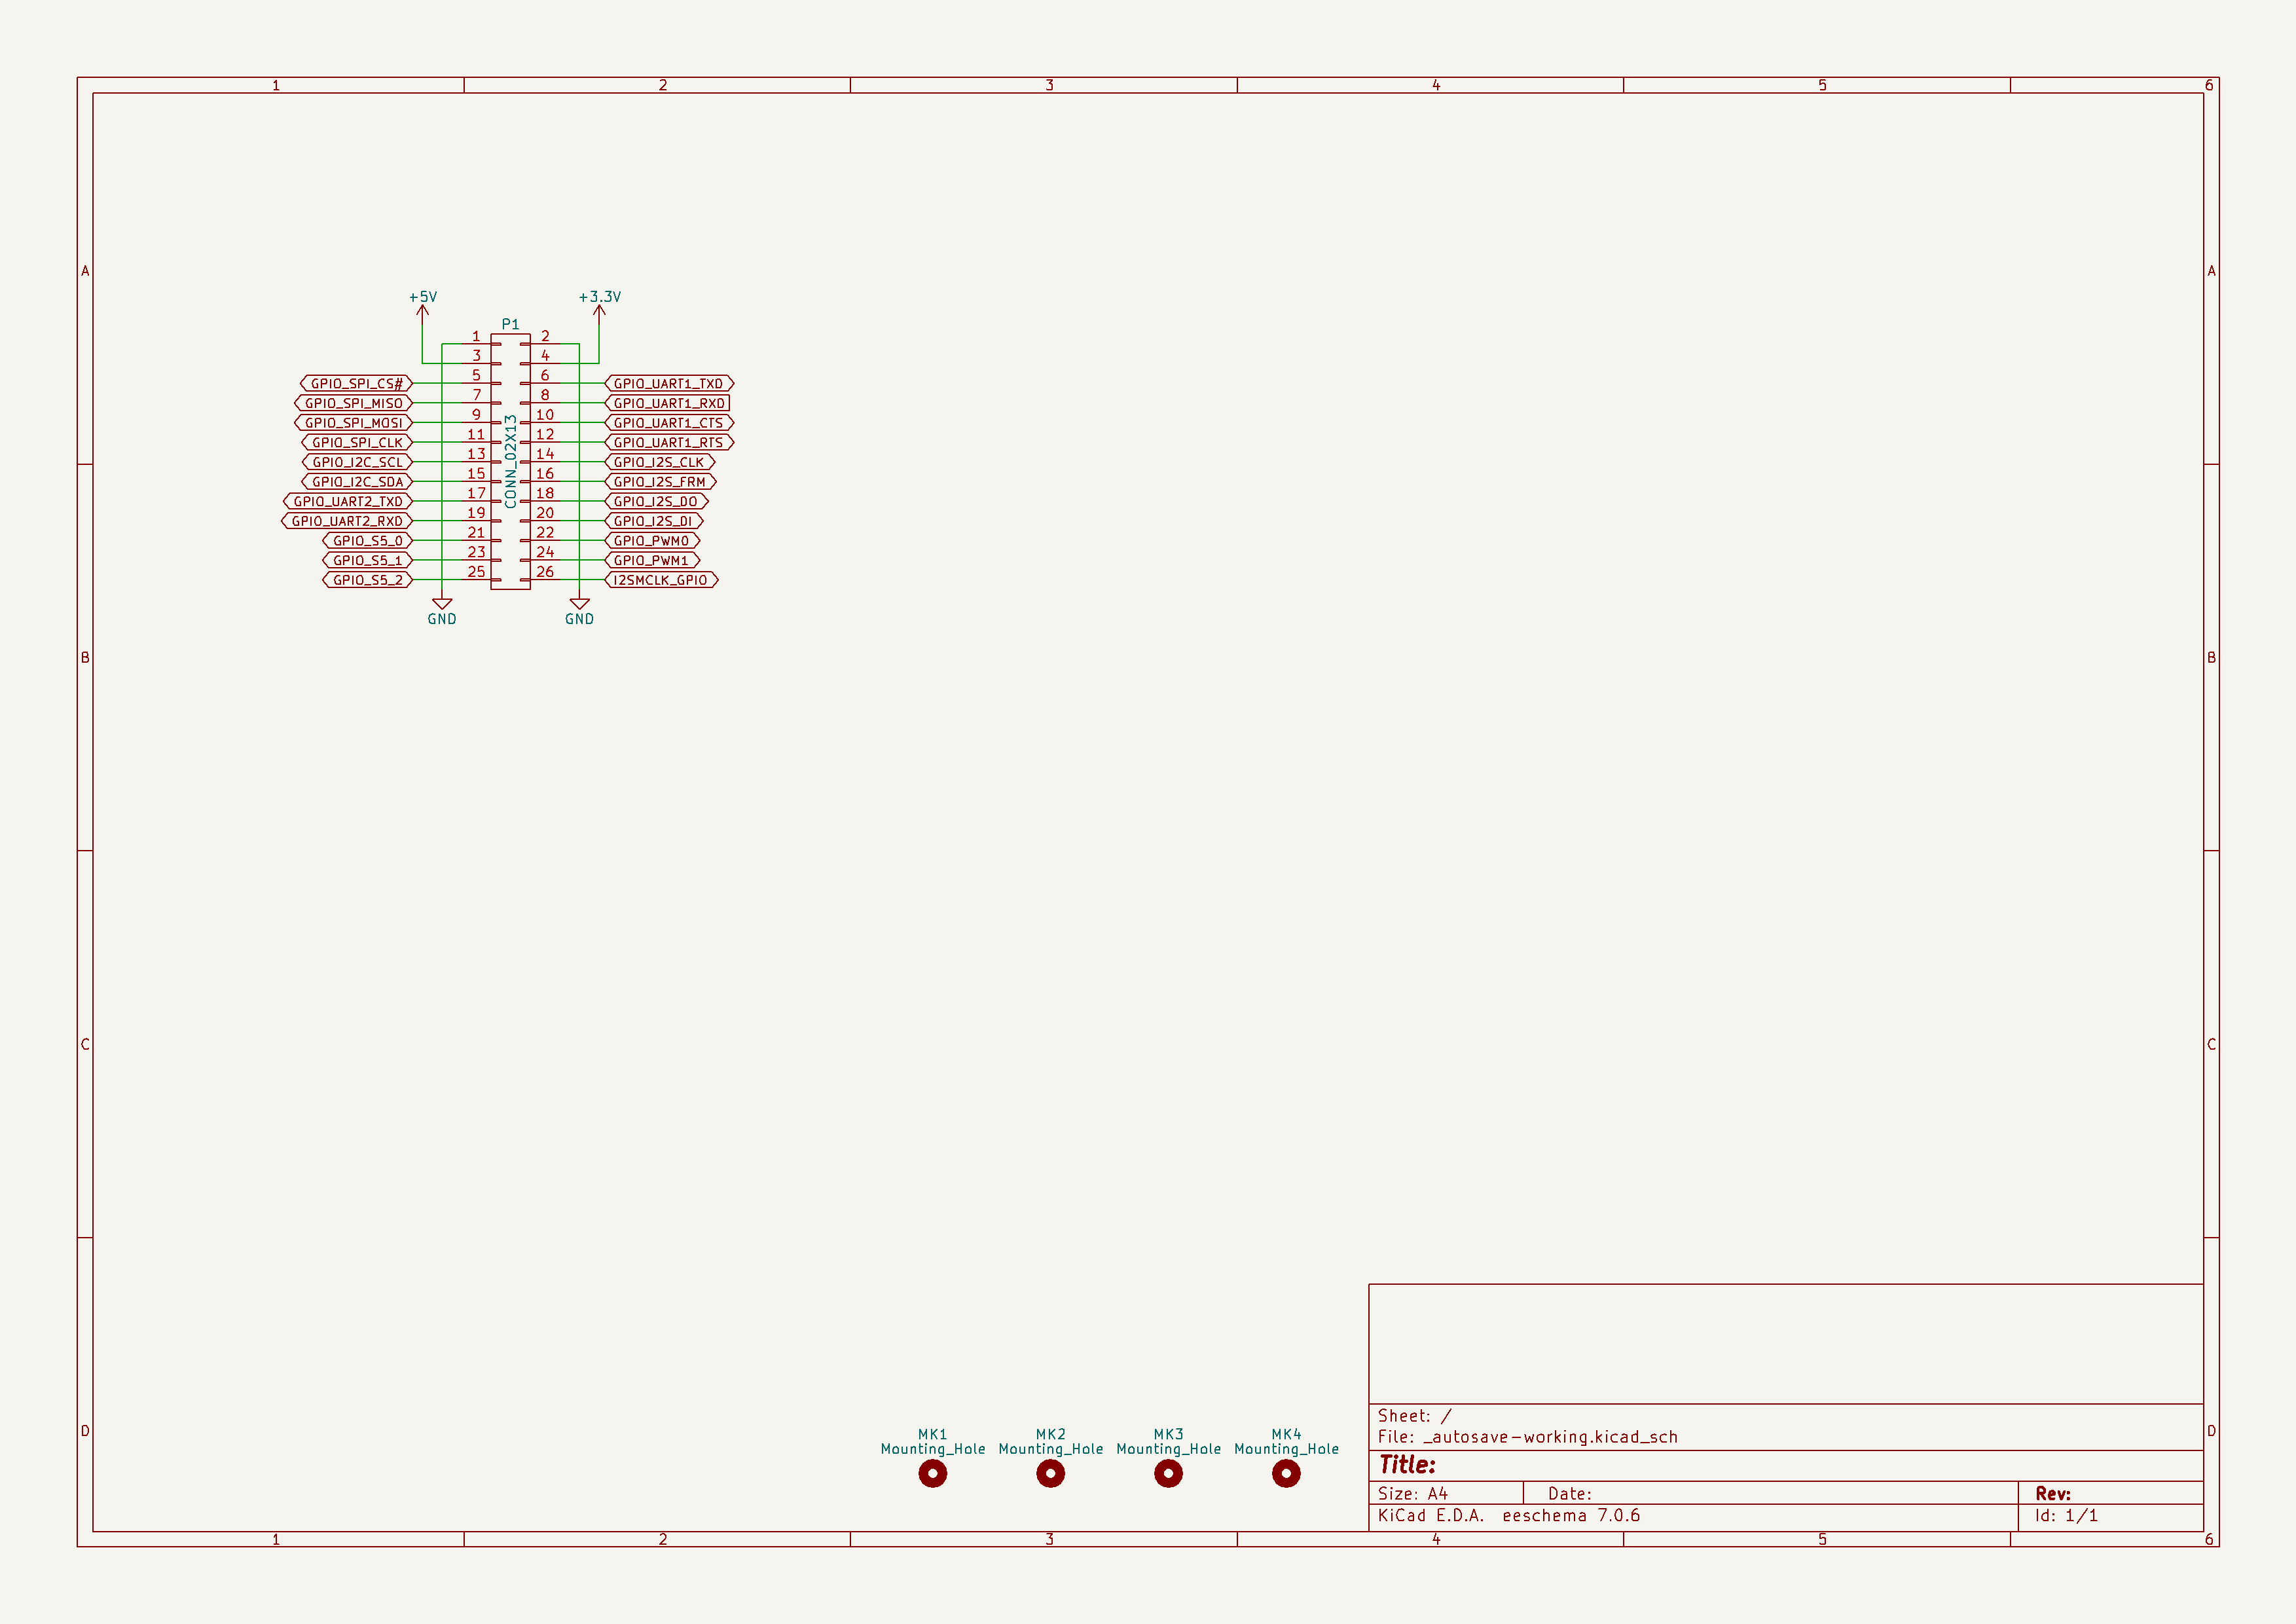 1 2 3 4 5 6
A A
+5V +3.3V
P1
1 2
3 4
GPIO_SPI_CS# 5 6 GPIO_UART1_TXD
GPIO_SPI_MISO 7 8 GPIO_UART1_RXD
GPIO_SPI_MOSI 9 10 GPIO_UART1_CTS
GPIO_SPI_CLK 11 12 GPIO_UART1_RTS
GPIO_I2C_SCL 13 14 GPIO_I2S_CLK
GPIO_I2C_SDA 15 16 GPIO_I2S_FRM
GPIO_UART2_TXD 17 18 GPIO_I2S_DO
GPIO_UART2_RXD 19 20 GPIO_I2S_DI
GPIO_S5_0 21 22 GPIO_PWM0
GPIO_S5_1 23 24 GPIO_PWM1
GPIO_S5_2 25 26 I2SMCLK_GPIO
CONN_02X13
GND GND
B B
C C
D D
MK1 MK2 MK3 MK4
Mounting_Hole Mounting_Hole Mounting_Hole Mounting_Hole
Sheet: /
File: _autosave-working.kicad_sch
Title:
Size: A4 Date: Rev:
KiCad E.D.A. eeschema 7.0.6 Id: 1/1
1 2 3 4 5 6